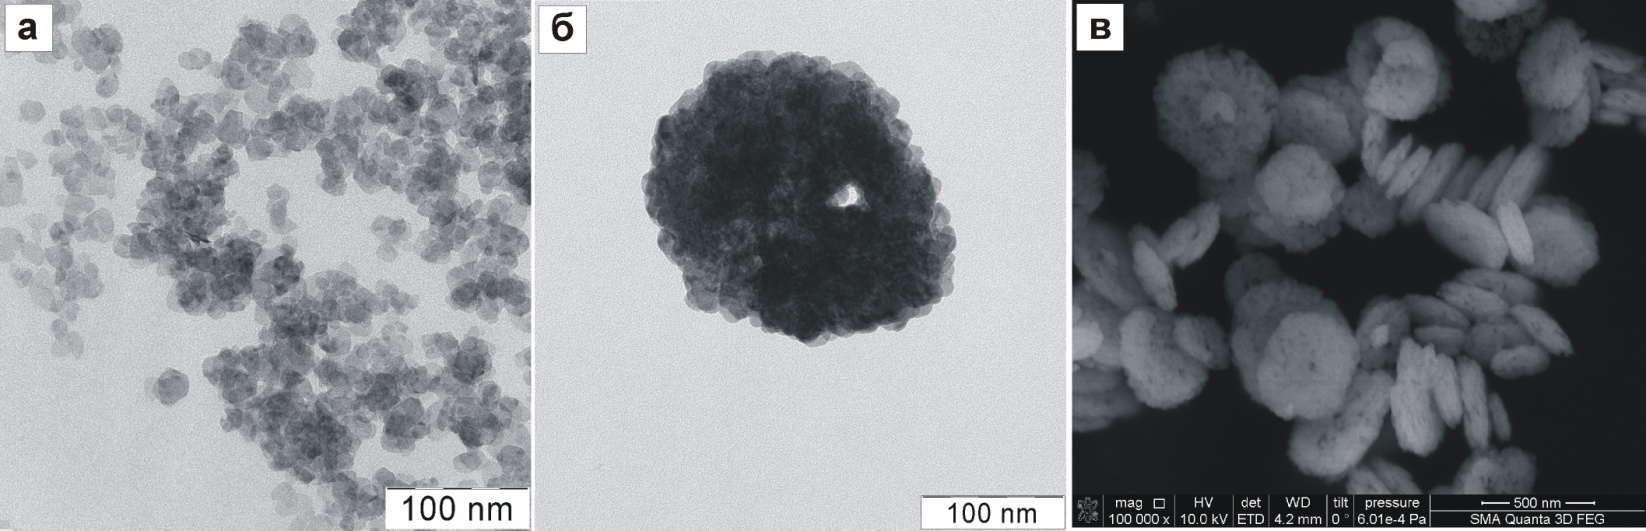 а
100 nm
б
100 nm
в
mag □ HV det WD tilt pressure 500 nm
100 000 x 10.0 kV ETD 4.2 mm 0 ° 6.01e-4 Pa SMA Quanta 3D FEG